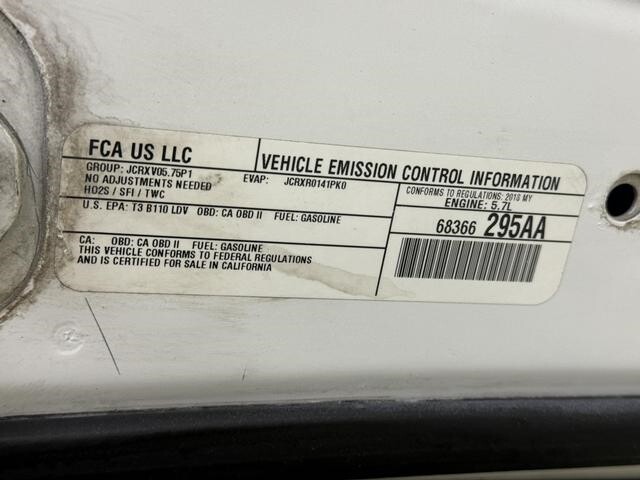 FCA US LLC
GROUP: JCRXV05.75P1 EVAP: JCRXR0141PK0
NO ADJUSTMENTS NEEDED
HO2S / SFI / TWC
U.S. EPA: T3 B110 LDV OBD: CA OBD II FUEL: GASOLINE
CA: OBD: CA OBD II FUEL: GASOLINE
THIS VEHICLE CONFORMS TO FEDERAL REGULATIONS
AND IS CERTIFIED FOR SALE IN CALIFORNIA
VEHICLE EMISSION CONTROL INFORMATION
CONFORMS TO REGULATIONS: 2018 MY
ENGINE: 5.7L
68366 295AA